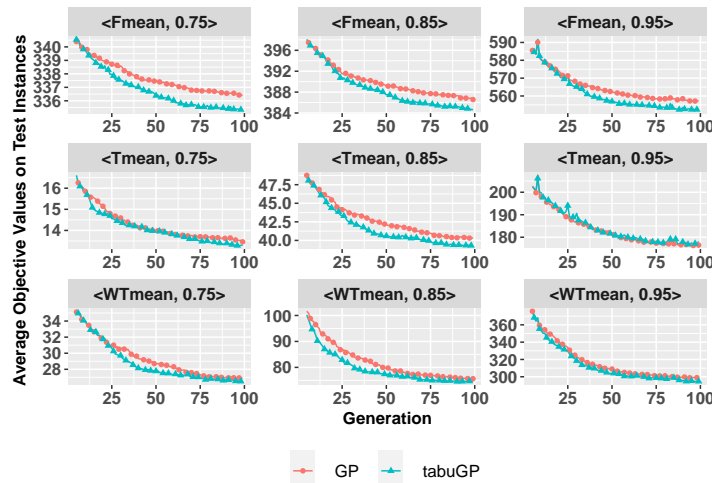 Average Objective Values on Test Instances
<Fmean, 0.75>
340
339
338
337
336
25 50 75 100
<Fmean, 0.85>
396
392
388
384
25 50 75 100
<Fmean, 0.95>
590
580
570
560
25 50 75 100
<Tmean, 0.75>
16
15
14
25 50 75 100
<Tmean, 0.85>
47.5
45.0
42.5
40.0
25 50 75 100
<Tmean, 0.95>
200
190
180
25 50 75 100
<WTmean, 0.75>
34
32
30
28
25 50 75 100
<WTmean, 0.85>
100
90
80
25 50 75 100
<WTmean, 0.95>
360
340
320
300
25 50 75 100
Generation
GP tabuGP